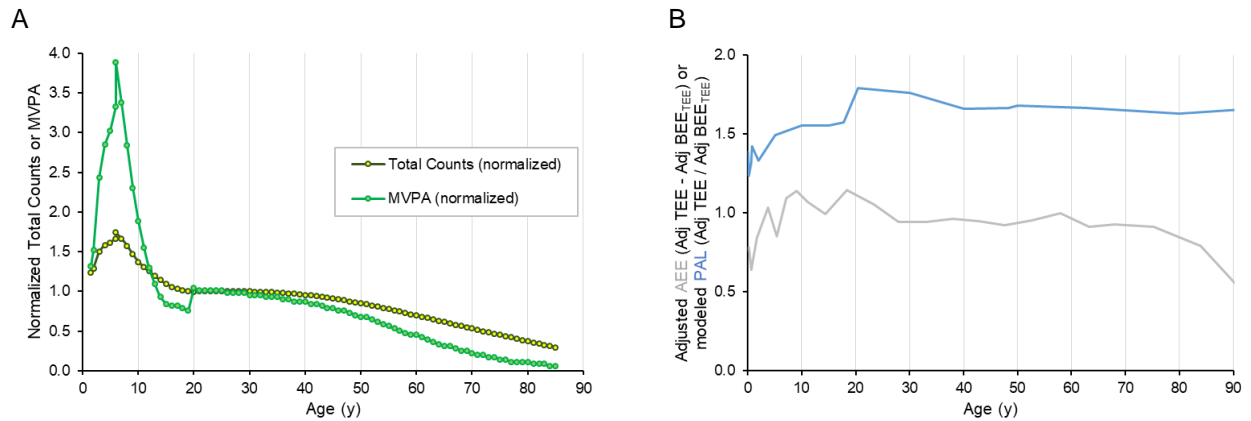 A
Normalized Total Counts or MVPA
4.0
3.5
3.0
2.5
2.0
1.5
1.0
0.5
0.0
Total Counts (normalized)
MVPA (normalized)
0 10 20 30 40 50 60 70 80 90
Age (y)
B
Adjusted AEE (Adj TEE - Adj BEETEE) or
modeled PAL (Adj TEE / Adj BEETEE)
2.0
1.5
1.0
0.5
0.0
0 10 20 30 40 50 60 70 80 90
Age (y)